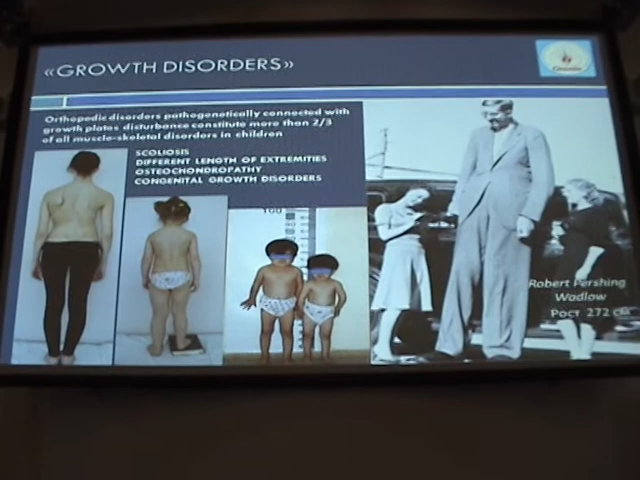 «GROWTH DISORDERS»
Orthopedic disorders pathogenetically connected with
growth plates disturbance constitute more than 2/3
of all muscle-skeletal disorders in children
SCOLIOSIS
DIFFERENT LENGTH OF EXTREMITIES
OSTEOCHONDROPATHY
CONGENITAL GROWTH DISORDERS
100
Robert Pershing
Wadlow
Рост 272 см